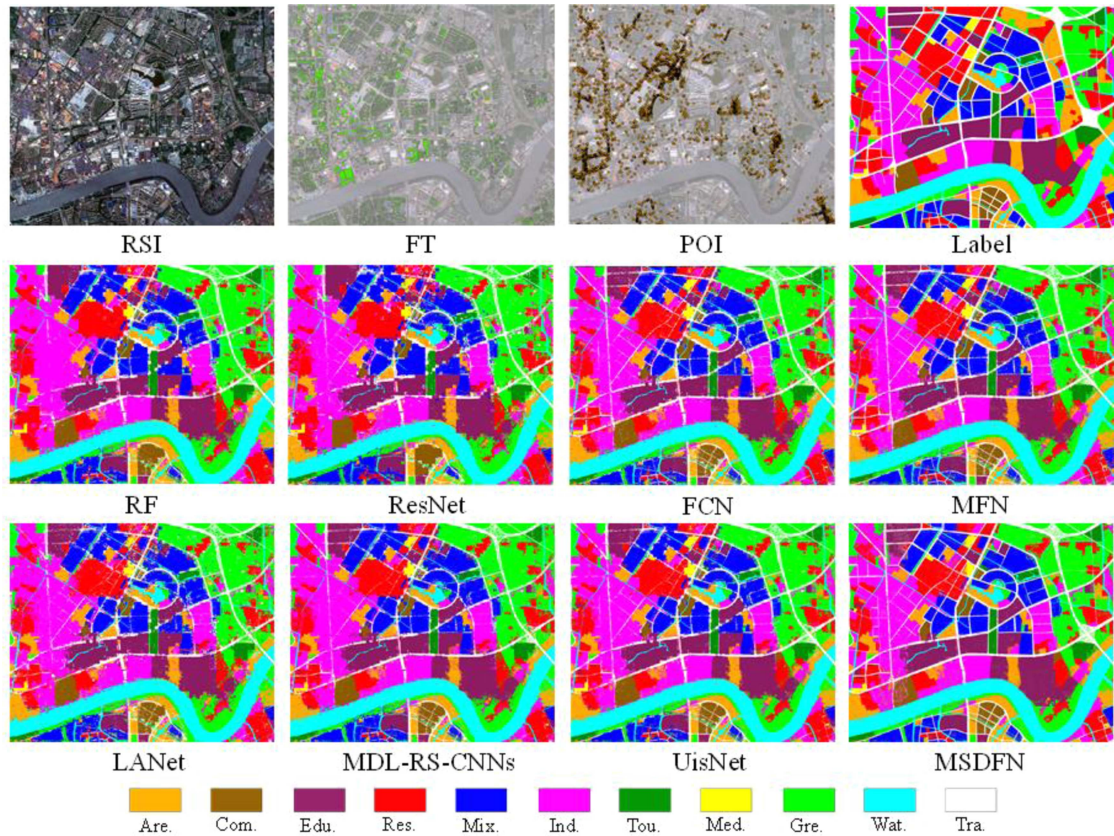 RSI FT POI Label
RF ResNet FCN MFN
LANet MDL-RS-CNNs UisNet MSDFN
Are. Com. Edu. Res. Mix. Ind. Tou. Med. Gre. Wat. Tra.